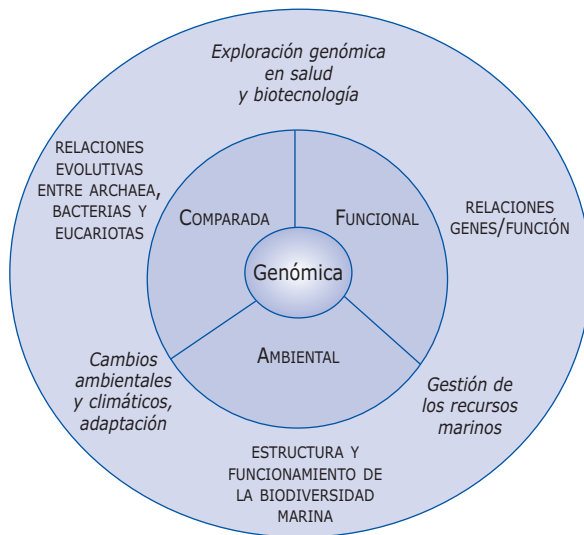 Exploración genómica
en salud
y biotecnología
RELACIONES
EVOLUTIVAS
ENTRE ARCHAEA,
BACTERIAS Y
EUCARIOTAS
COMPARADA
FUNCIONAL
RELACIONES
GENES/FUNCIÓN
Genómica
AMBIENTAL
Cambios
ambientales
y climáticos,
adaptación
Gestión de
los recursos
marinos
ESTRUCTURA Y
FUNCIONAMIENTO DE
LA BIODIVERSIDAD
MARINA